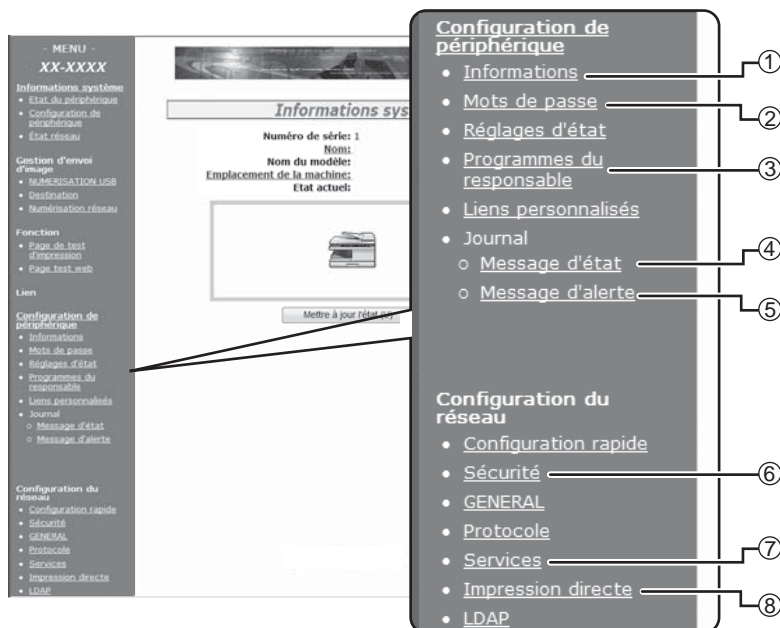 - MENU -
XX-XXXX
Informations système
• Etat du périphérique
• Configuration de
périphérique
• État réseau
Gestion d'envoi
d'image
• NUMERISATION USB
• Destination
• Numérisation réseau
Fonction
• Page de test
d'impression
• Page test web
Lien
Configuration de
périphérique
• Informations
• Mots de passe
• Réglages d'état
• Programmes du
responsable
• Liens personnalisés
• Journal
o Message d'état
o Message d'alerte
Configuration du
réseau
• Configuration rapide
• Sécurité
• GENERAL
• Protocole
• Services
• Impression directe
• LDAP
Informations sys
Numéro de série: 1
Nom:
Nom du modèle:
Emplacement de la machine:
Etat actuel:
Mettre à jour l'état (U)
Configuration de
périphérique
• Informations ①
• Mots de passe ②
• Réglages d'état
• Programmes du
responsable ③
• Liens personnalisés
• Journal
o Message d'état ④
o Message d'alerte ⑤
Configuration du
réseau
• Configuration rapide
• Sécurité ⑥
• GENERAL
• Protocole
• Services ⑦
• Impression directe ⑧
• LDAP